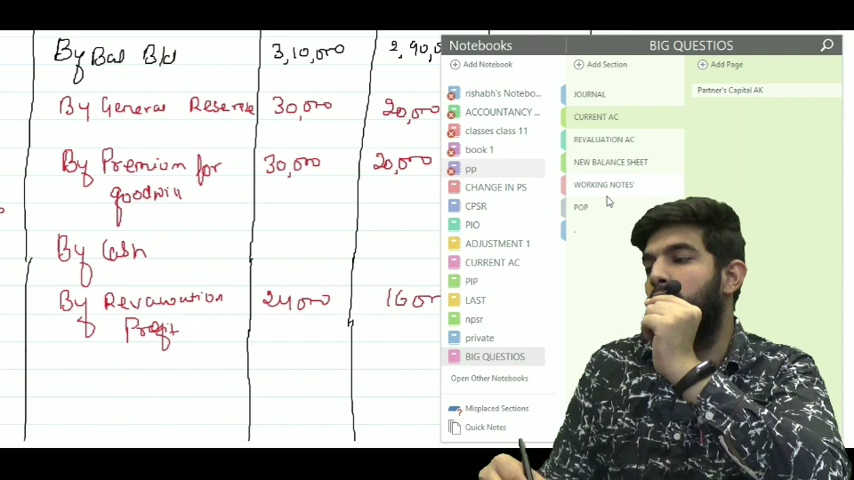 By Bal B/d 3,10,000 2,90,0
By General Reserve 30,000 20,000
By Premium for 30,000 20,000
goodwill
By Cash
By Revaluation 24000 1600
Profit
Notebooks
Add Notebook
rishabh's Notebo...
ACCOUNTANCY ...
classes class 11
book 1
pp
CHANGE IN PS
CPSR
PIO
ADJUSTMENT 1
CURRENT AC
PIP
LAST
npsr
private
BIG QUESTIOS
Open Other Notebooks
Misplaced Sections
Quick Notes
BIG QUESTIOS
Add Section
JOURNAL
CURRENT AC
REVALUATION AC
NEW BALANCE SHEET
WORKING NOTES'
POP
.
Add Page
Partner's Capital AK